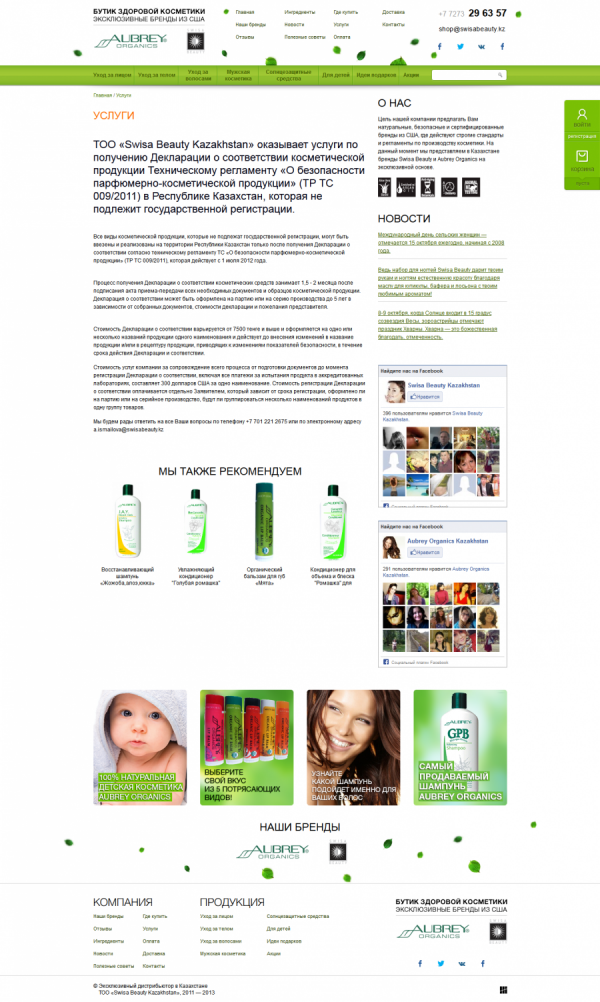 БУТИК ЗДОРОВОЙ КОСМЕТИКИ
ЭКСКЛЮЗИВНЫЕ БРЕНДЫ ИЗ США
AUBREY
ORGANICS
Главная
Ингредиенты
Где купить
Доставка
Наши бренды
Новости
Услуги
Контакты
Отзывы
Полезные советы
Оплата
+7 7273 29 63 57
shop@swisabeauty.kz
Уход за лицом
Уход за телом
Уход за волосами
Мужская косметика
Солнцезащитные средства
Для детей
Идеи подарков
Акции
войти
регистрация
корзина
Главная / Услуги
УСЛУГИ
ТОО «Swisa Beauty Kazakhstan» оказывает услуги по
получению Декларации о соответствии косметической
продукции Техническому регламенту «О безопасности
парфюмерно-косметической продукции» (ТР ТС
009/2011) в Республике Казахстан, которая не
подлежит государственной регистрации.
Все виды косметической продукции, которые не подлежат государственной регистрации, могут быть
ввезены и реализованы на территории Республики Казахстан только после получения Декларации о
соответствии согласно техническому регламенту ТС «О безопасности парфюмерно-косметической
продукции» (ТР ТС 009/2011), которая действует с 1 июля 2012 года.
Процесс получения Декларации о соответствии косметических средств занимает 1,5 - 2 месяца после
подписания акта приема-передачи всех необходимых документов и образцов косметической продукции.
Декларация о соответствии может быть оформлена на партию или на серию производства до 5 лет в
зависимости от собранных документов, стоимости декларации и пожелания представителя.
Стоимость Декларации о соответствии варьируется от 7500 тенге и выше и оформляется на одно или
несколько названий продукции одного наименования и действует до внесения изменений в название
продукции и/или в рецептуру продукции, приводящих к изменениям показателей безопасности, в течение
срока действия Декларации и соответствии.
Стоимость услуг компании за сопровождение всего процесса от подготовки документов до момента
регистрации Декларации о соответствии, включая все платежи за испытания продукта в аккредитованных
лабораторию, составляет 300 долларов США за одно наименование. Стоимость регистрации Декларации
о соответствии оплачивается отдельно Заявителем, который зависит от срока регистрации, оформлено ли
на партию или на серийное производство, будут ли группироваться несколько наименований продуктов в
одну группу товаров.
Мы будем рады ответить на все Ваши вопросы по телефону +7 701 221 2675 или по электронному адресу
a.ismailova@swisabeauty.kz.
О НАС
Цель нашей компании предлагать Вам
натуральные, безопасные и сертифицированные
бренды из США, где действуют строгие стандарты
и регламенты по производству косметики. На
данный момент мы представляем в Казахстане
бренды Swisa Beauty и Aubrey Organics на
эксклюзивной основе.
НОВОСТИ
Международный день сельских женщин —
отмечается 15 октября ежегодно, начиная с 2008
года.
Ведь набор для ногтей Swisa Beauty дарит твоим
рукам и ногтям естественную красоту благодаря
маслу для кутикулы, бафера и лосьона с твоим
любимым ароматом!
8-9 октября, когда Солнце входит в 15 градус
созвездия Весы, зороастрийцы отмечают
праздник Хварны. Хварна — это божественная
благодать, отмеченность.
Найдите нас на Facebook
Swisa Beauty Kazakhstan
Нравится
396 пользователям нравится Swisa Beauty
Kazakhstan.
Социальный плагин Facebook
Найдите нас на Facebook
Aubrey Organics Kazakhstan
Нравится
291 пользователям нравится Aubrey Organics
Kazakhstan.
Социальный плагин Facebook
МЫ ТАКЖЕ РЕКОМЕНДУЕМ
Восстанавливающий
шампунь
«Жожоба,алоэ,юкка»
Увлажняющий
кондиционер
"Голубая ромашка"
Органический
бальзам для губ
«Мята»
Кондиционер для
объема и блеска
"Ромашка" для
100% НАТУРАЛЬНАЯ
ДЕТСКАЯ КОСМЕТИКА
AUBREY ORGANICS
ВЫБЕРИТЕ
СВОЙ ВКУС
ИЗ 5 ПОТРЯСАЮЩИХ
ВИДОВ!
УЗНАЙТЕ
КАКОЙ ШАМПУНЬ
ПОДОЙДЕТ ИМЕННО ДЛЯ
ВАШИХ ВОЛОС
AUBREY
GPB
САМЫЙ
ПРОДАВАЕМЫЙ
ШАМПУНЬ
AUBREY ORGANICS
НАШИ БРЕНДЫ
AUBREY
ORGANICS
КОМПАНИЯ
Наши бренды
Где купить
Отзывы
Услуги
Ингредиенты
Оплата
Новости
Доставка
Полезные советы
Контакты
ПРОДУКЦИЯ
Уход за лицом
Солнцезащитные средства
Уход за телом
Для детей
Уход за волосами
Идеи подарков
Мужская косметика
Акции
БУТИК ЗДОРОВОЙ КОСМЕТИКИ
ЭКСКЛЮЗИВНЫЕ БРЕНДЫ ИЗ США
AUBREY
ORGANICS
© Эксклюзивный дистрибьютор в Казахстане
ТОО «Swisa Beauty Kazakhstan», 2011 — 2013